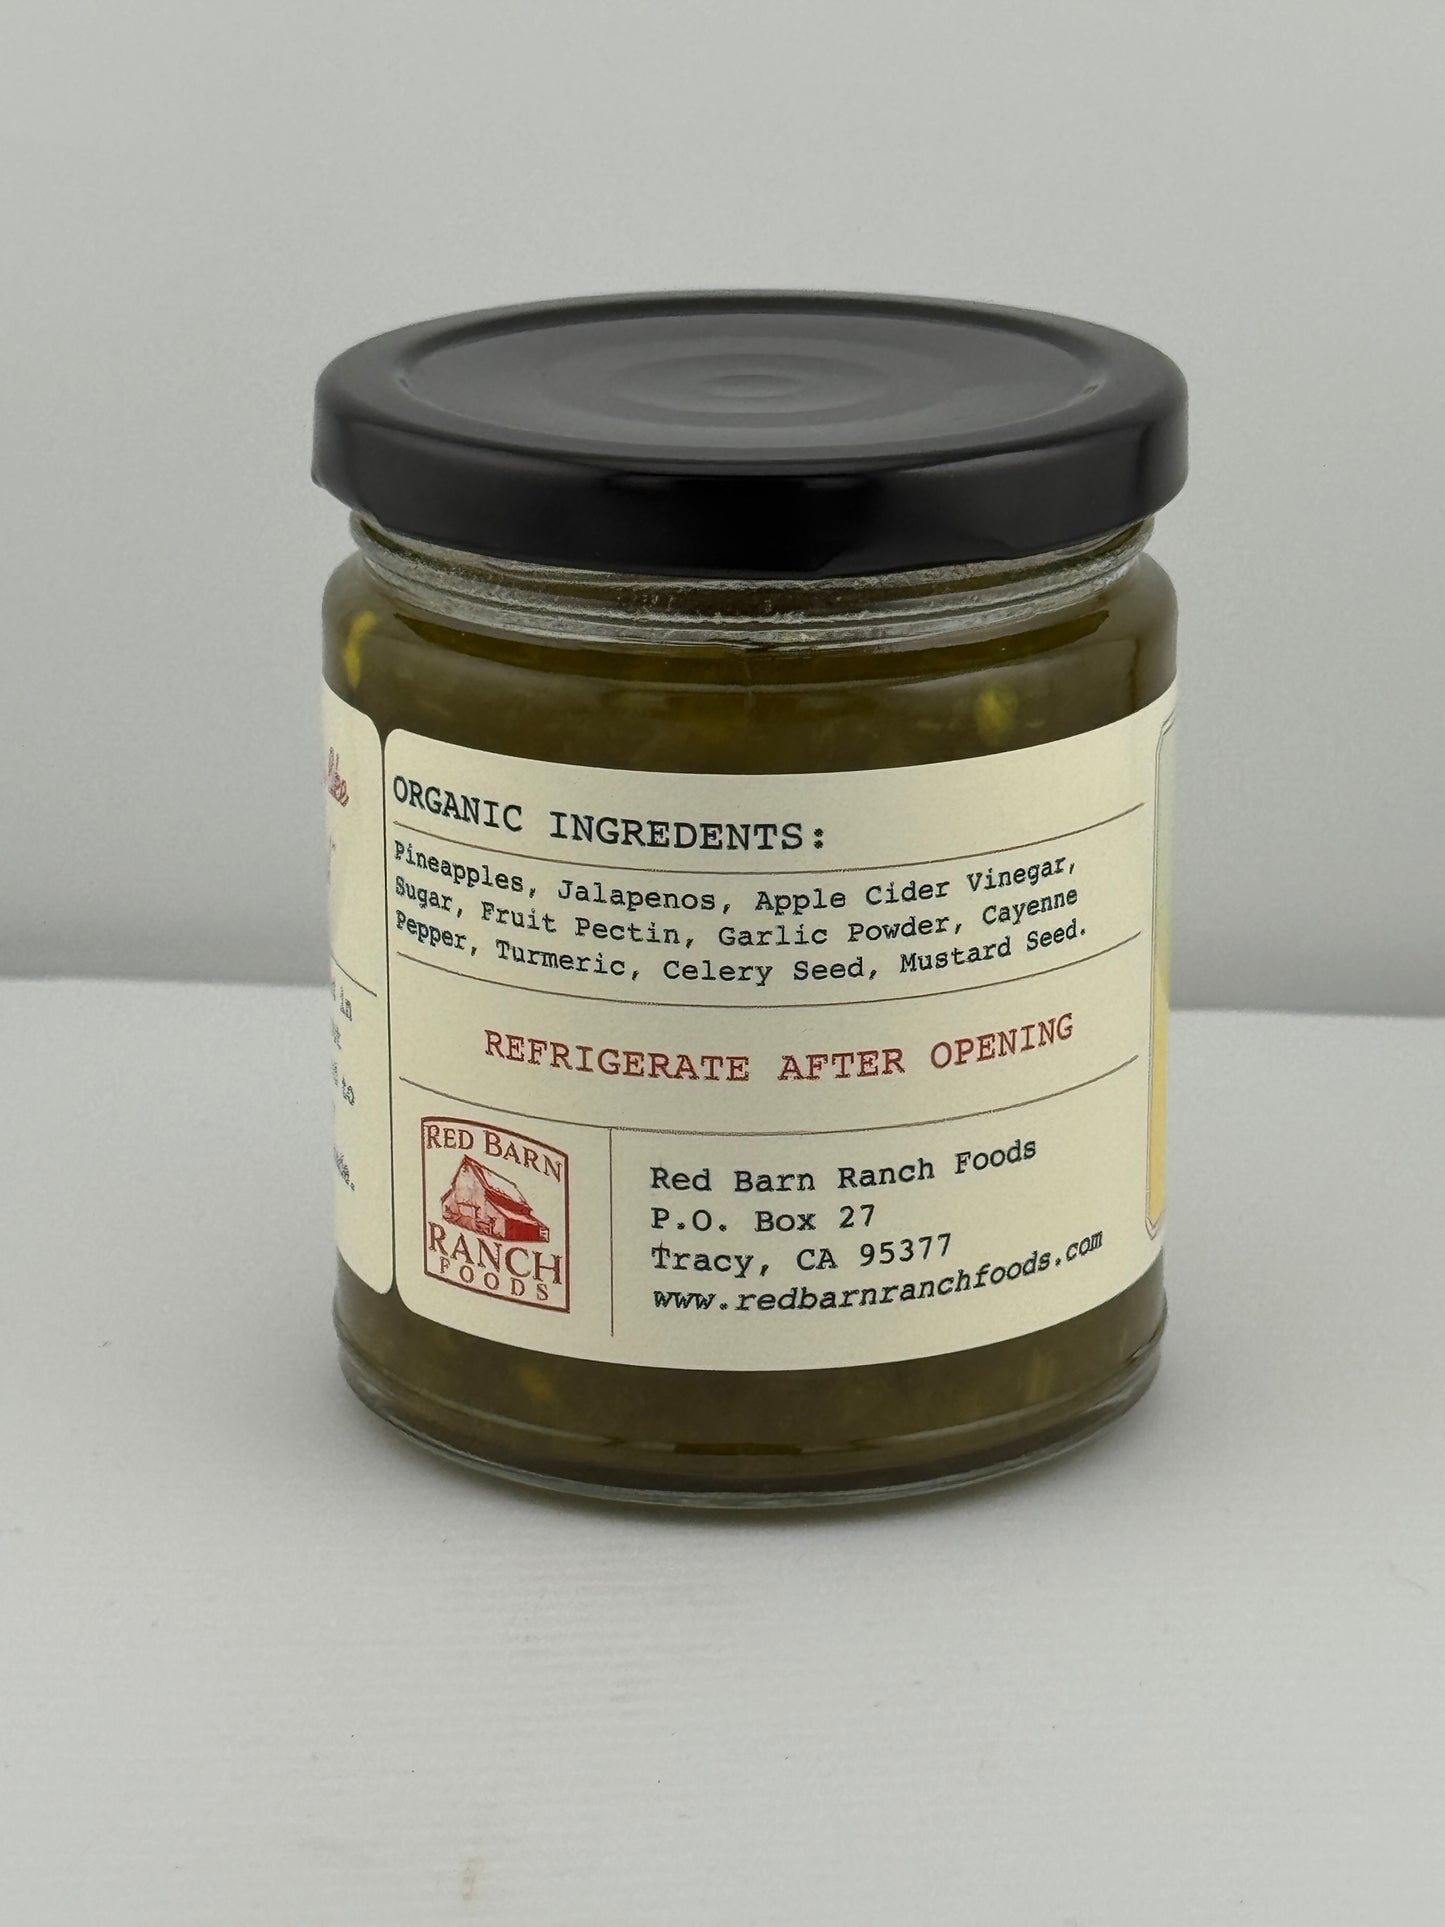 ORGANIC INGREDENTS:
Pineapples, Jalapenos, Apple Cider Vinegar,
Sugar, Fruit Pectin, Garlic Powder, Cayenne
Pepper, Turmeric, Celery Seed, Mustard Seed.
REFRIGERATE AFTER OPENING
RED BARN
RANCH
FOODS
Red Barn Ranch Foods
P.O. Box 27
Tracy, CA 95377
www.redbarnranchfoods.com
in
to